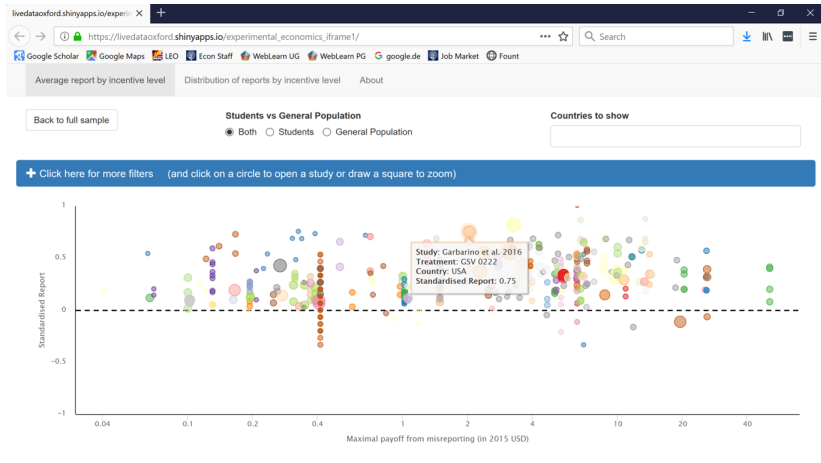 livedataoxford.shinyapps.io/experim
https://livedataoxford.shinyapps.io/experimental_economics_iframe1/
Search
Google Scholar Google Maps LEO Econ Staff WebLearn UG WebLearn PG google.de Job Market Fount
Average report by incentive level Distribution of reports by incentive level About
Back to full sample
Students vs General Population
Both Students General Population
Countries to show
Click here for more filters (and click on a circle to open a study or draw a square to zoom)
Standardised Report
1
0.5
0
−0.5
−1
Study: Garbarino et al. 2016
Treatment: GSV 0222
Country: USA
Standardised Report: 0.75
0.04 0.1 0.2 0.4 1 2 4 10 20 40
Maximal payoff from misreporting (in 2015 USD)